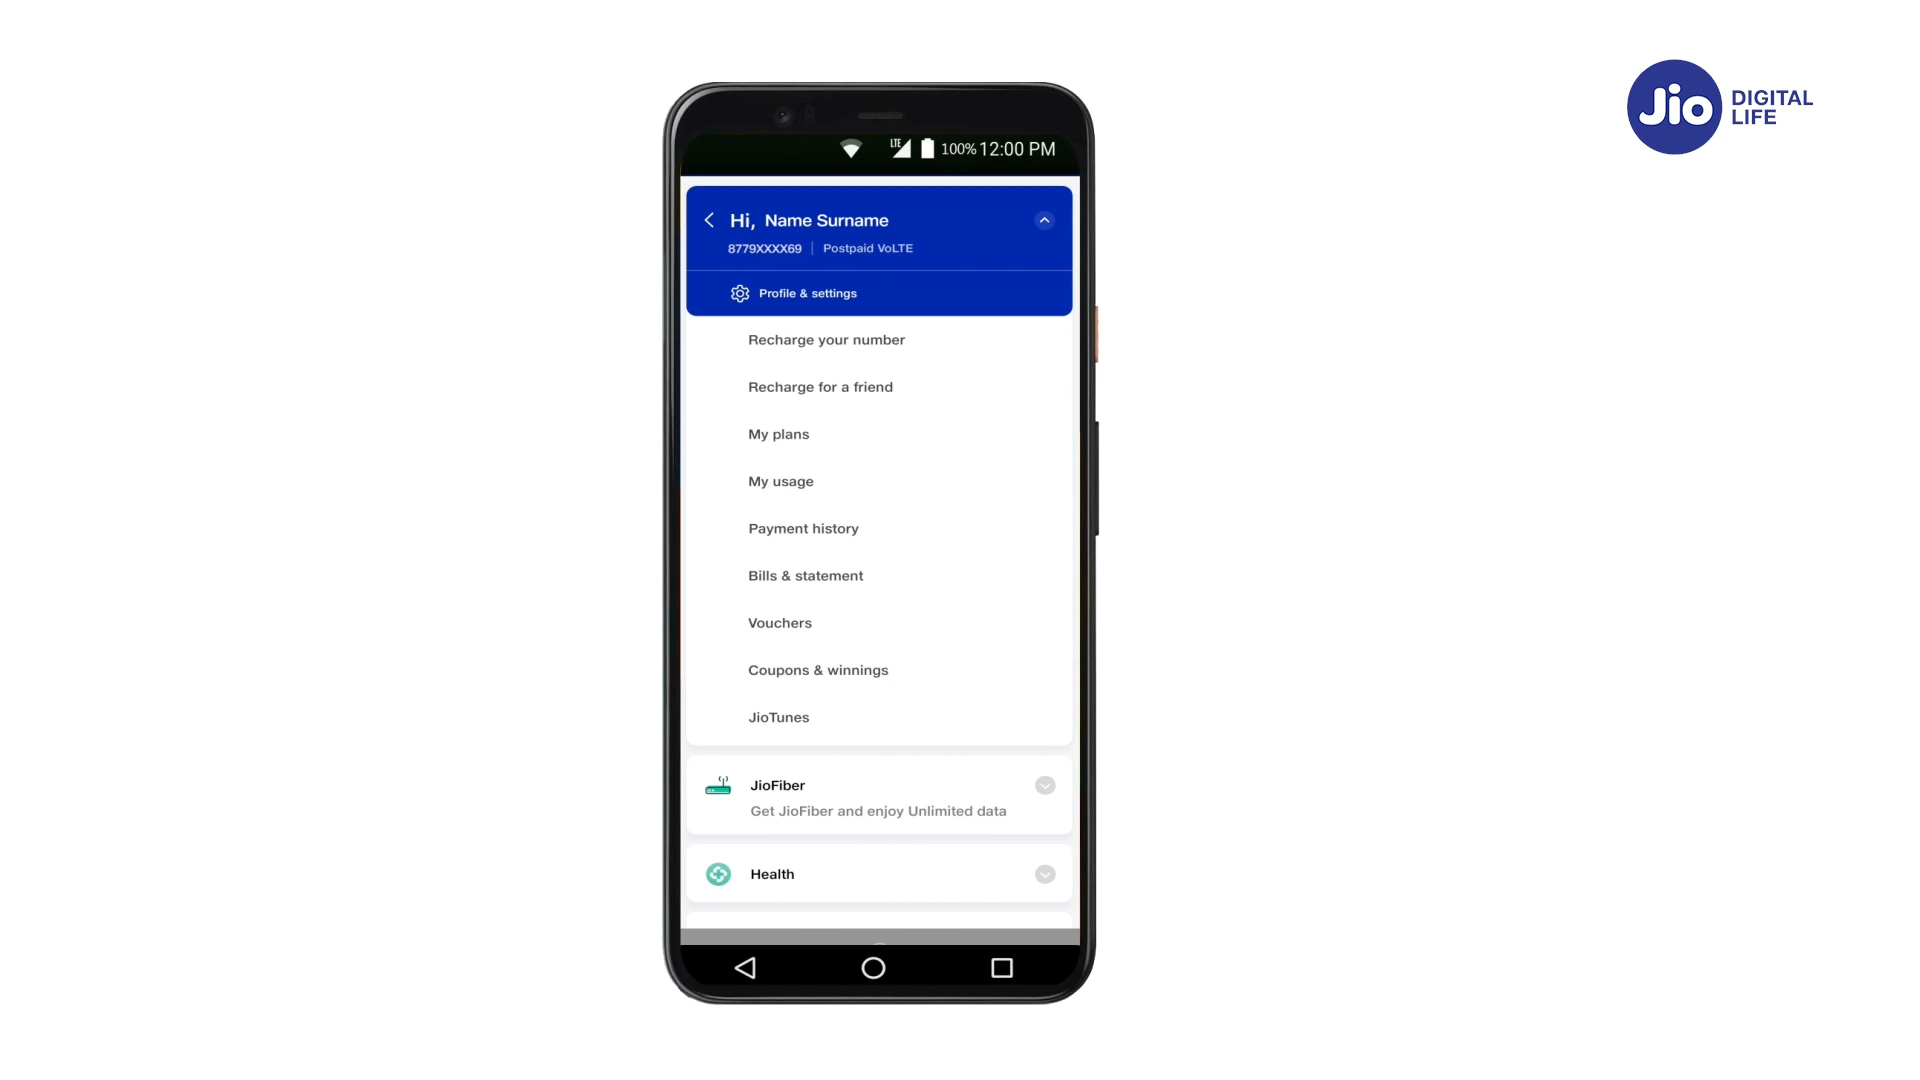 Jio DIGITAL
LIFE
LTE 100% 12:00 PM
Hi, Name Surname
8779XXXX69 | Postpaid VoLTE
Profile & settings
Recharge your number
Recharge for a friend
My plans
My usage
Payment history
Bills & statement
Vouchers
Coupons & winnings
JioTunes
JioFiber
Get JioFiber and enjoy Unlimited data
Health